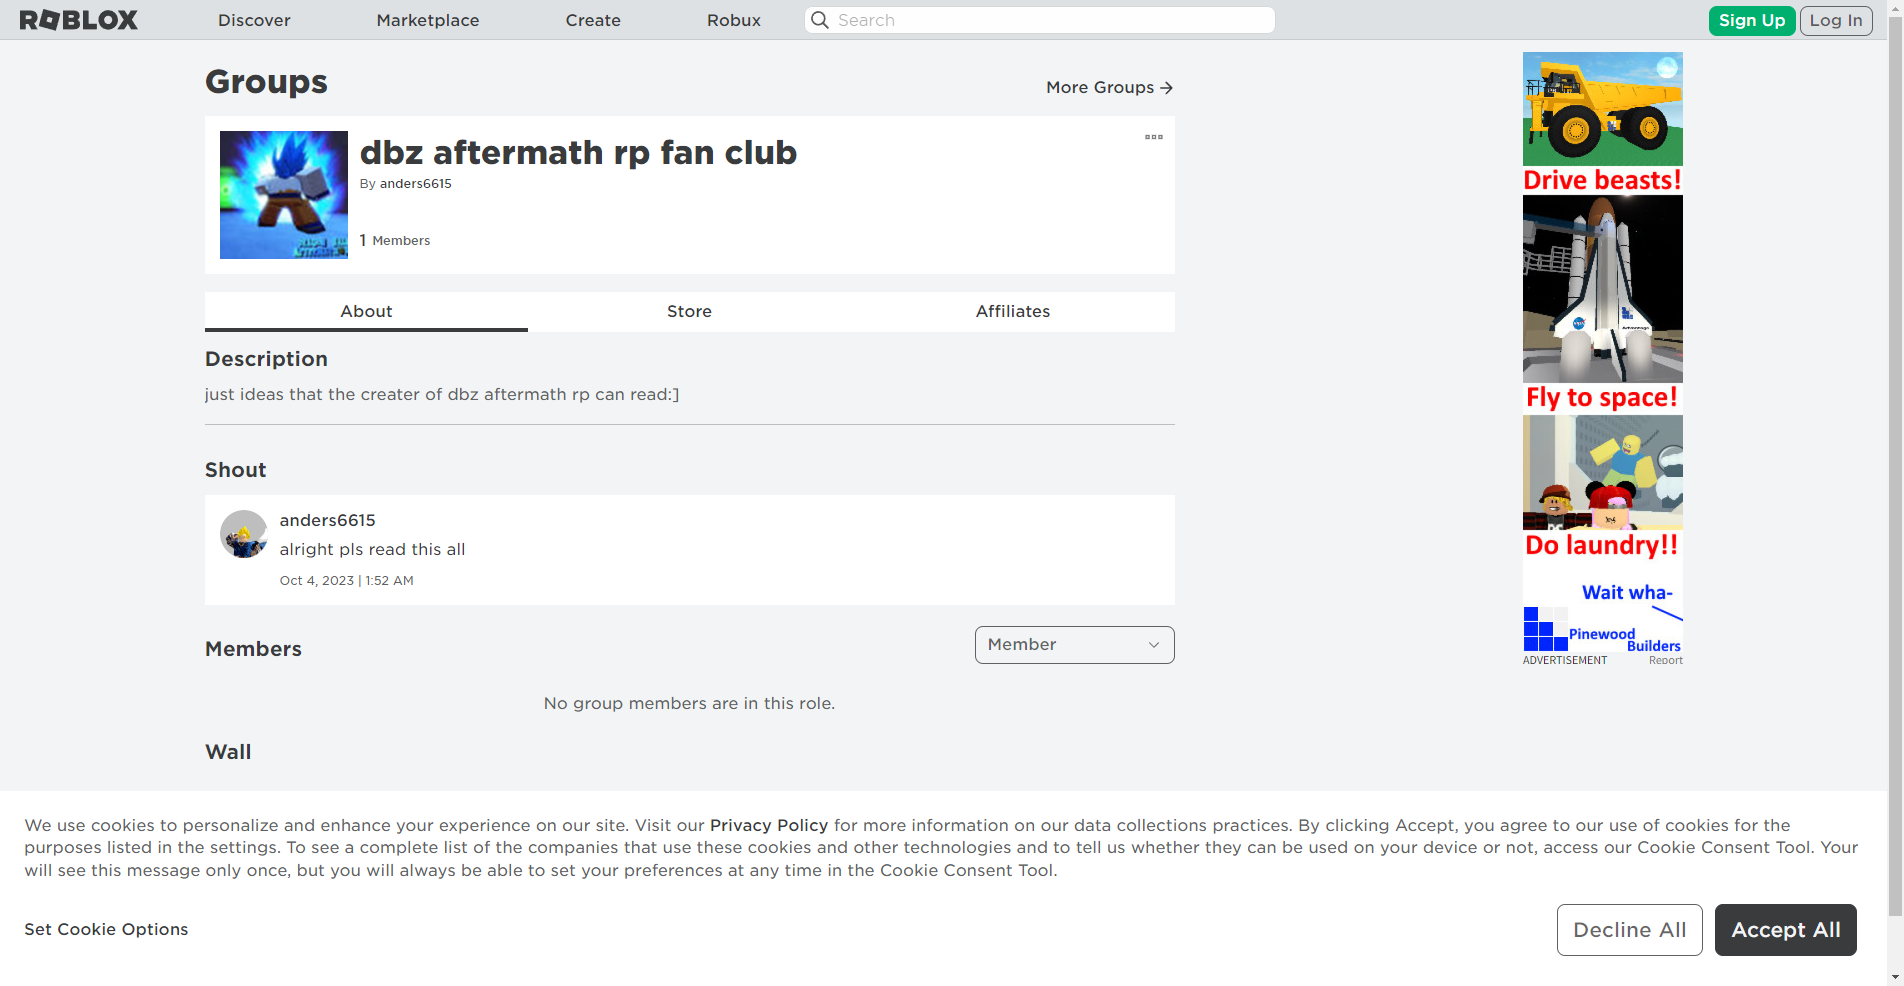 ROBLOX
Discover
Marketplace
Create
Robux
Search
Sign Up
Log In
Groups
More Groups
dbz aftermath rp fan club
By anders6615
1 Members
About
Store
Affiliates
Description
just ideas that the creater of dbz aftermath rp can read:]
Shout
anders6615
alright pls read this all
Oct 4, 2023 | 1:52 AM
Members
Member
No group members are in this role.
Wall
Drive beasts!
Fly to space!
Do laundry!!
Wait wha-
Pinewood
Builders
ADVERTISEMENT
Report
We use cookies to personalize and enhance your experience on our site. Visit our Privacy Policy for more information on our data collections practices. By clicking Accept, you agree to our use of cookies for the
purposes listed in the settings. To see a complete list of the companies that use these cookies and other technologies and to tell us whether they can be used on your device or not, access our Cookie Consent Tool. Your
will see this message only once, but you will always be able to set your preferences at any time in the Cookie Consent Tool.
Set Cookie Options
Decline All
Accept All